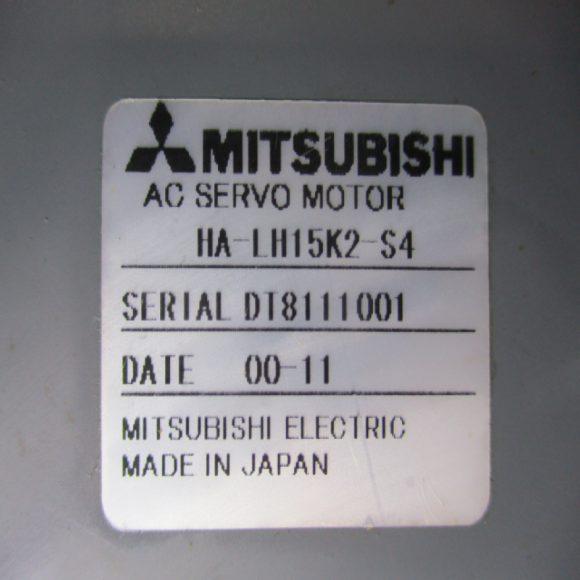 MITSUBISHI
AC SERVO MOTOR
HA-LH15K2-S4
SERIAL DT8111001
DATE 00-11
MITSUBISHI ELECTRIC
MADE IN JAPAN